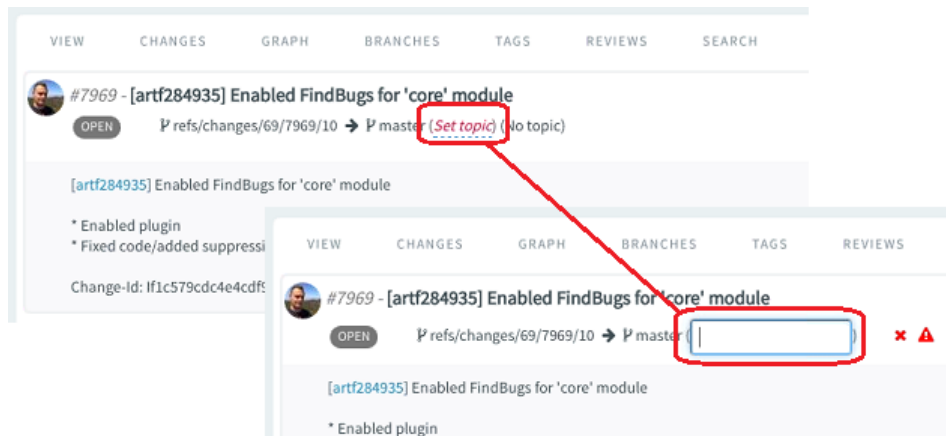 VIEW CHANGES GRAPH BRANCHES TAGS REVIEWS SEARCH
#7969 - [artf284935] Enabled FindBugs for 'core' module
OPEN refs/changes/69/7969/10 → master (Set topic) (No topic)
[artf284935] Enabled FindBugs for 'core' module
* Enabled plugin
* Fixed code/added suppressi
Change-Id: If1c579cdc4e4cdf9
VIEW CHANGES GRAPH BRANCHES TAGS REVIEWS
#7969 - [artf284935] Enabled FindBugs for 'core' module
OPEN refs/changes/69/7969/10 → master ( )
[artf284935] Enabled FindBugs for 'core' module
* Enabled plugin